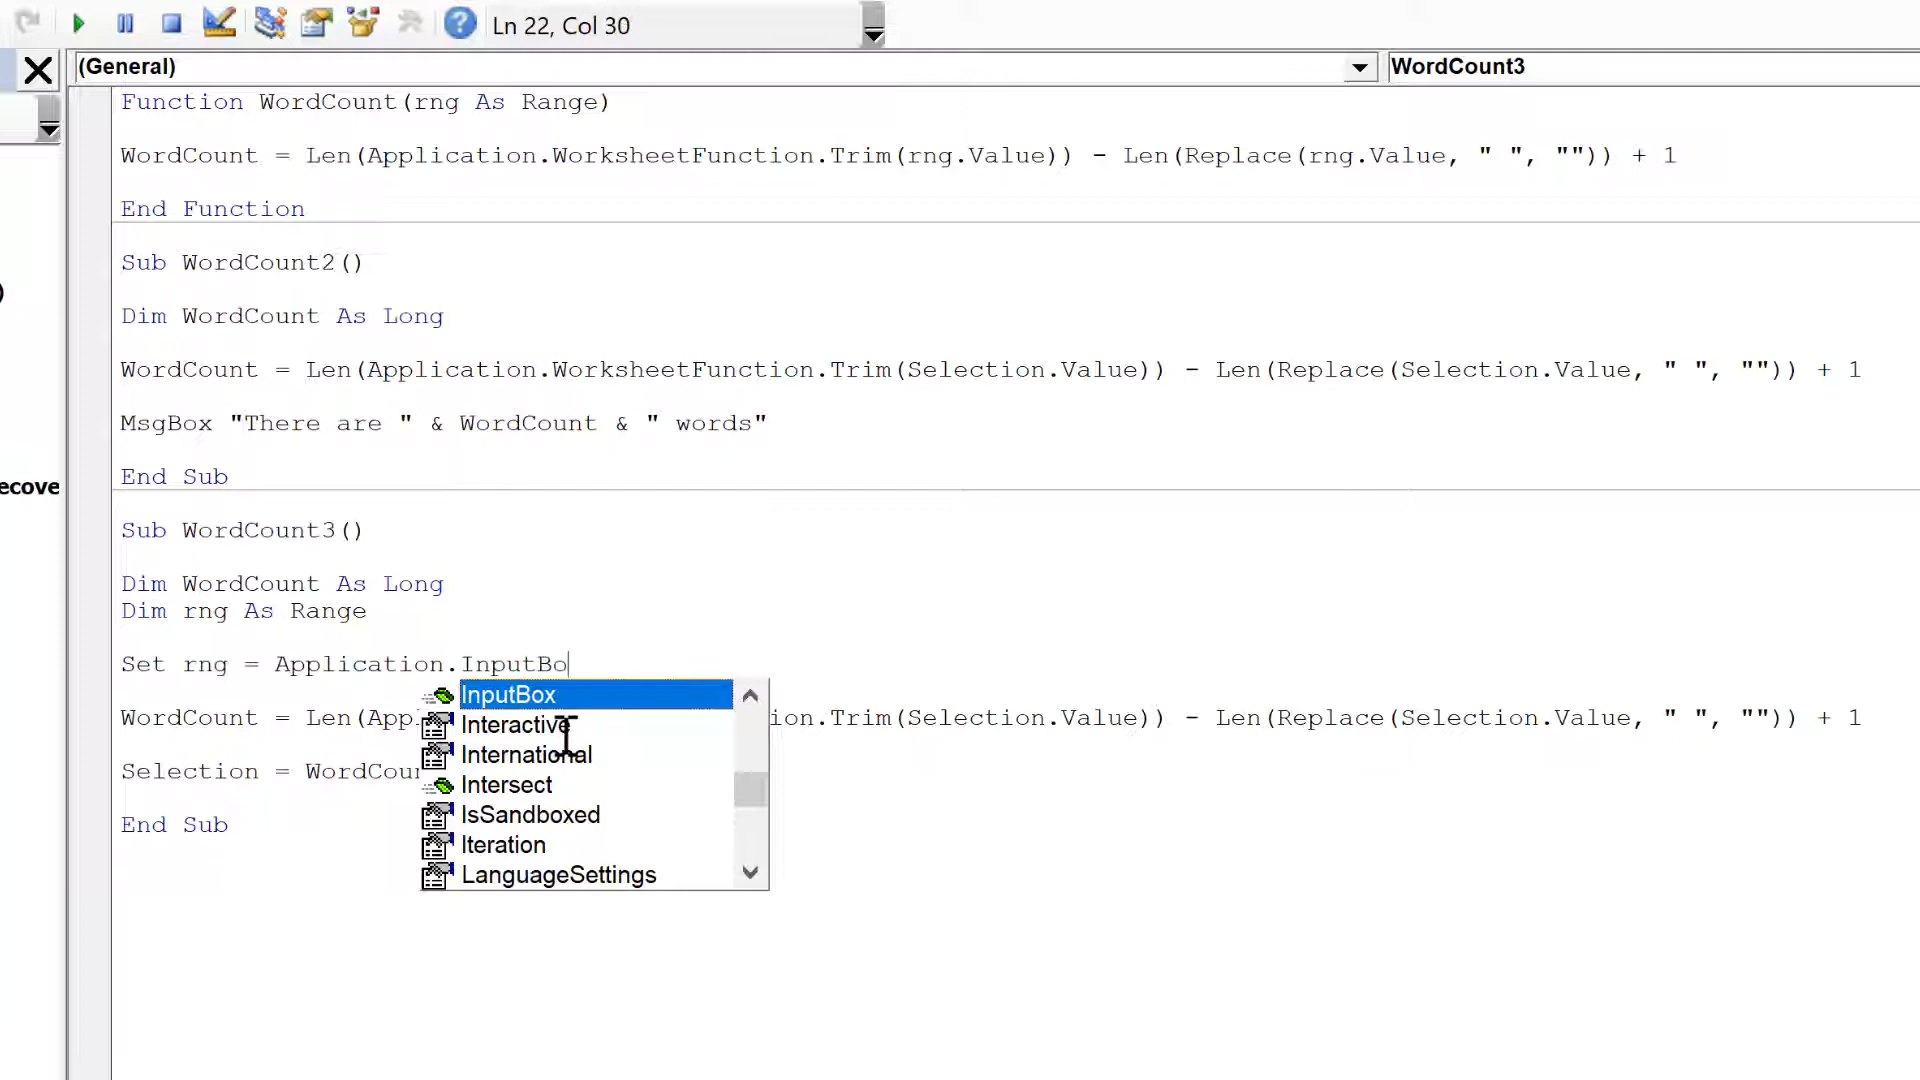 Ln 22, Col 30
(General)
WordCount3
Function WordCount(rng As Range)
WordCount = Len(Application.WorksheetFunction.Trim(rng.Value)) - Len(Replace(rng.Value, " ", "")) + 1
End Function
Sub WordCount2()
)
Dim WordCount As Long
WordCount = Len(Application.WorksheetFunction.Trim(Selection.Value)) - Len(Replace(Selection.Value, " ", "")) + 1
MsgBox "There are " & WordCount & " words"
End Sub
ecove
Sub WordCount3()
Dim WordCount As Long
Dim rng As Range
Set rng = Application.InputBo
InputBox
Interactive
WordCount = Len(App ion.Trim(Selection.Value)) - Len(Replace(Selection.Value, " ", "")) + 1
International
Selection = WordCou
Intersect
IsSandboxed
End Sub
Iteration
LanguageSettings